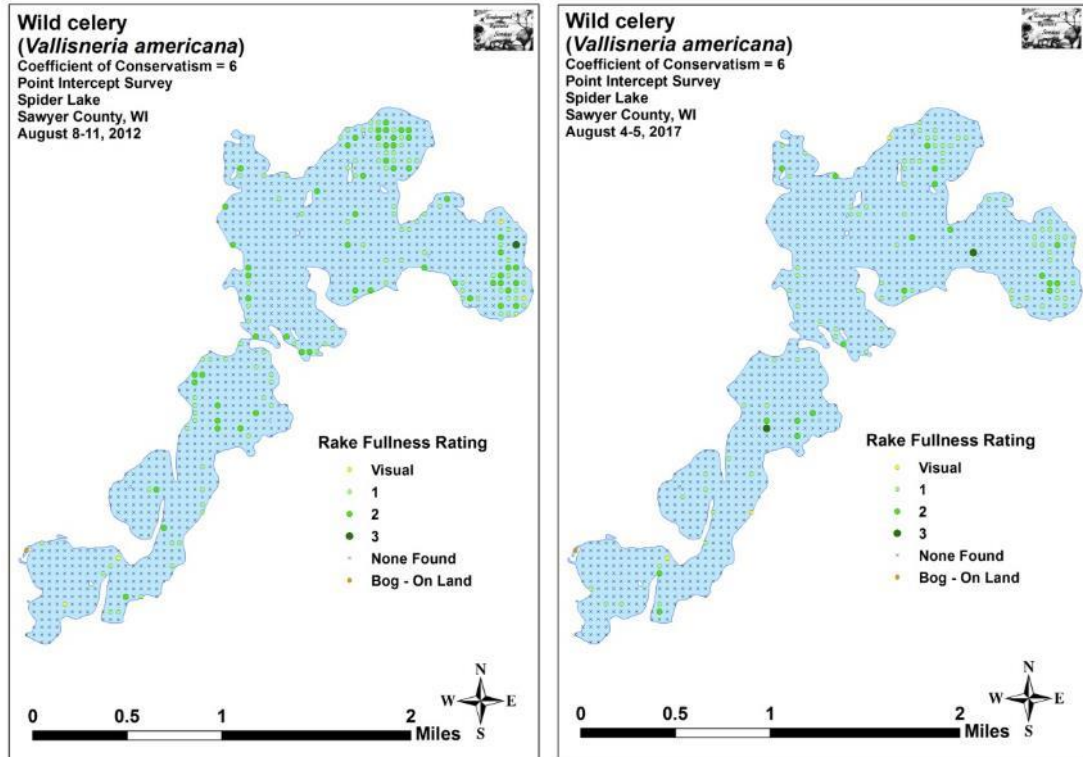 Wild celery
(Vallisneria americana)
Coefficient of Conservatism = 6
Point Intercept Survey
Spider Lake
Sawyer County, WI
August 8-11, 2012
Rake Fullness Rating
Visual
1
2
3
None Found
Bog - On Land
N
W E
S
0 0.5 1 2
Miles
Wild celery
(Vallisneria americana)
Coefficient of Conservatism = 6
Point Intercept Survey
Spider Lake
Sawyer County, WI
August 4-5, 2017
Rake Fullness Rating
Visual
1
2
3
None Found
Bog - On Land
N
W E
S
0 0.5 1 2
Miles